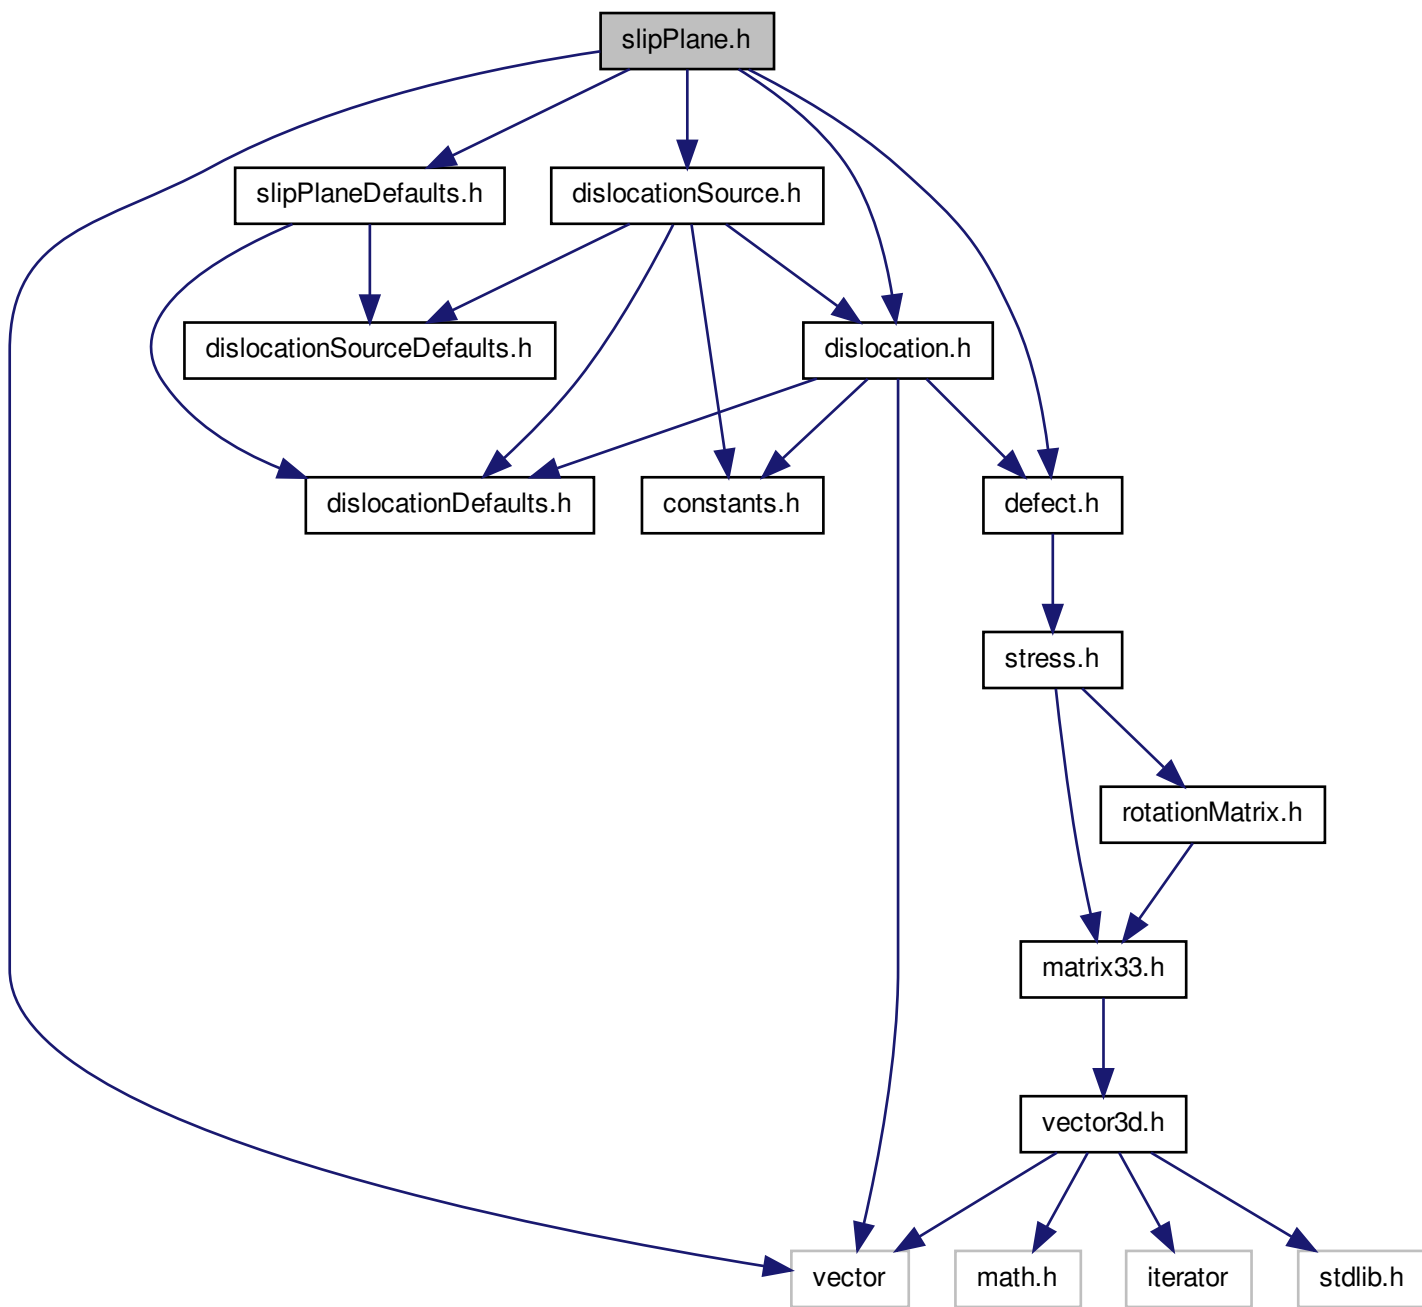 slipPlane.h
slipPlaneDefaults.h
dislocationSource.h
dislocationSourceDefaults.h
dislocation.h
dislocationDefaults.h
constants.h
defect.h
stress.h
rotationMatrix.h
matrix33.h
vector3d.h
vector
math.h
iterator
stdlib.h